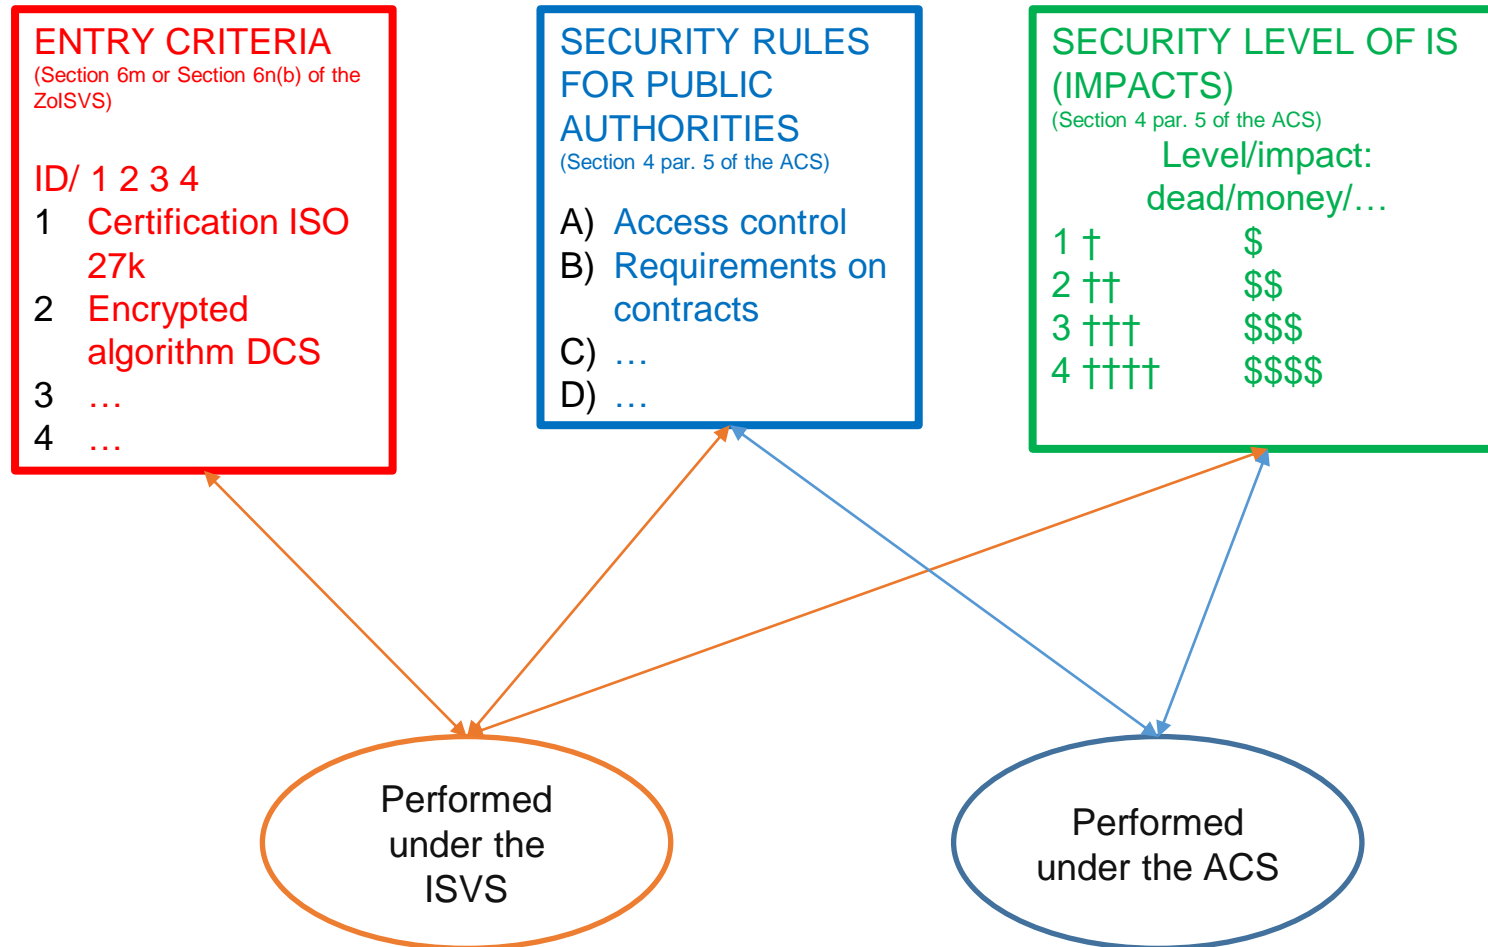 ENTRY CRITERIA
(Section 6m or Section 6n(b) of the
ZoISVS)
ID/ 1 2 3 4
1 Certification ISO
27k
2 Encrypted
algorithm DCS
3 …
4 …
SECURITY RULES
FOR PUBLIC
AUTHORITIES
(Section 4 par. 5 of the ACS)
A) Access control
B) Requirements on
contracts
C) …
D) …
SECURITY LEVEL OF IS
(IMPACTS)
(Section 4 par. 5 of the ACS)
Level/impact:
dead/money/…
1 † $
2 †† $$
3 ††† $$$
4 †††† $$$$
Performed
under the
ISVS
Performed
under the ACS